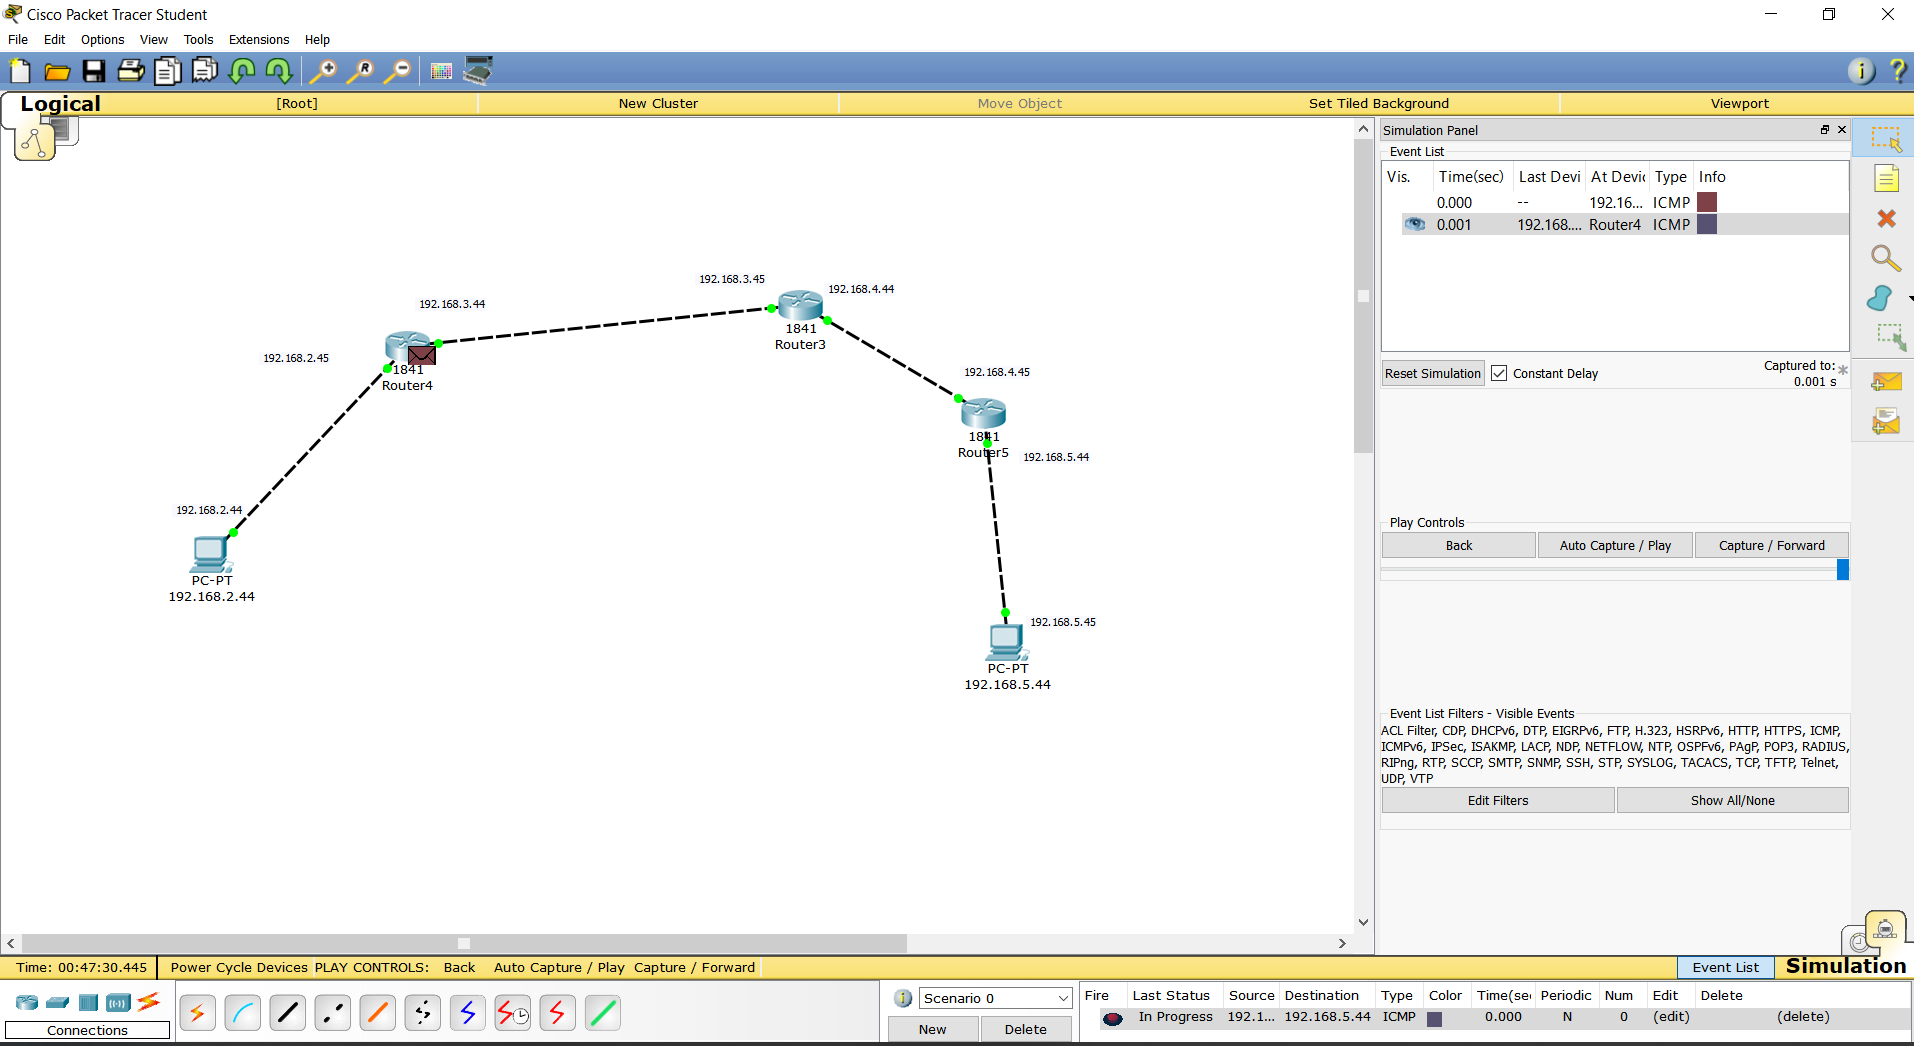 Cisco Packet Tracer Student
File Edit Options View Tools Extensions Help
Logical [Root] New Cluster Move Object Set Tiled Background Viewport
192.168.3.45
192.168.4.44
192.168.3.44
1841
Router3
192.168.2.45
1841
Router4
192.168.4.45
1841
Router5
192.168.5.44
192.168.2.44
PC-PT
192.168.2.44
192.168.5.45
PC-PT
192.168.5.44
Simulation Panel
Event List
Vis. Time(sec) Last Devi At Devic Type Info
0.000 -- 192.16... ICMP
0.001 192.168.... Router4 ICMP
Reset Simulation Constant Delay Captured to: *
0.001 s
Play Controls
Back Auto Capture / Play Capture / Forward
Event List Filters - Visible Events
ACL Filter, CDP, DHCPv6, DTP, EIGRPv6, FTP, H.323, HSRPv6, HTTP, HTTPS, ICMP,
ICMPv6, IPSec, ISAKMP, LACP, NDP, NETFLOW, NTP, OSPFv6, PAgP, POP3, RADIUS,
RIPng, RTP, SCCP, SMTP, SNMP, SSH, STP, SYSLOG, TACACS, TCP, TFTP, Telnet,
UDP, VTP
Edit Filters Show All/None
Time: 00:47:30.445 Power Cycle Devices PLAY CONTROLS: Back Auto Capture / Play Capture / Forward Event List Simulation
Connections
Scenario 0
New Delete
Fire Last Status Source Destination Type Color Time(sec Periodic Num Edit Delete
In Progress 192.1... 192.168.5.44 ICMP 0.000 N 0 (edit) (delete)